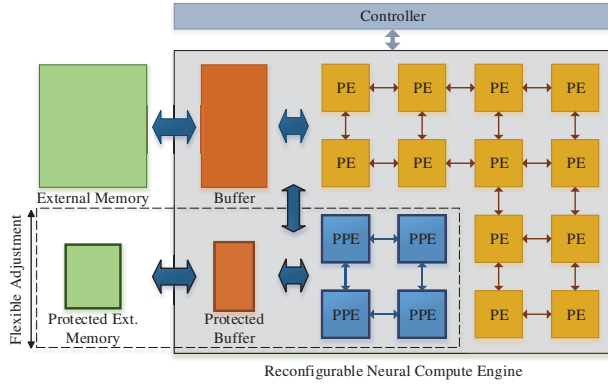 Controller
PE PE PE PE
PE PE PE PE
External Memory
Buffer
PPE PPE PE PE
Flexible Adjustment
PPE PPE PE PE
Protected Ext.
Memory
Protected
Buffer
Reconfigurable Neural Compute Engine